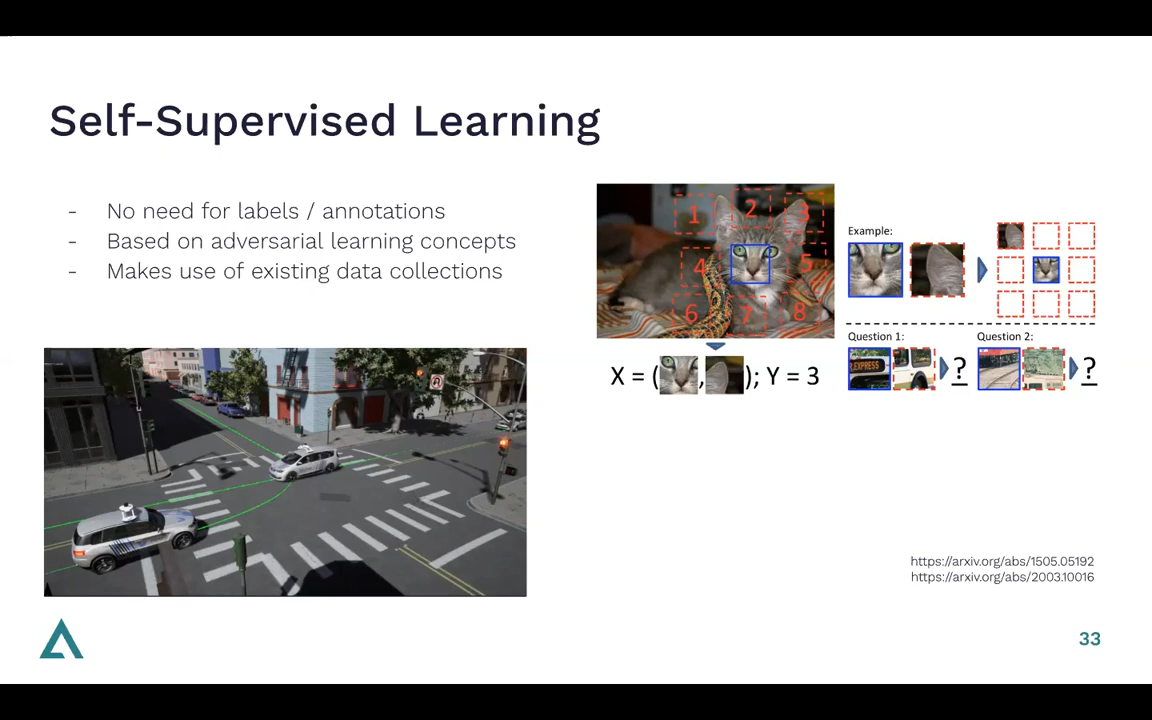 Self-Supervised Learning
- No need for labels / annotations
- Based on adversarial learning concepts
- Makes use of existing data collections
1 2 3
4 5
6 7 8
X = ( , ); Y = 3
Example:
Question 1:
Question 2:
EXPRESS
?
?
https://arxiv.org/abs/1505.05192
https://arxiv.org/abs/2003.10016
33